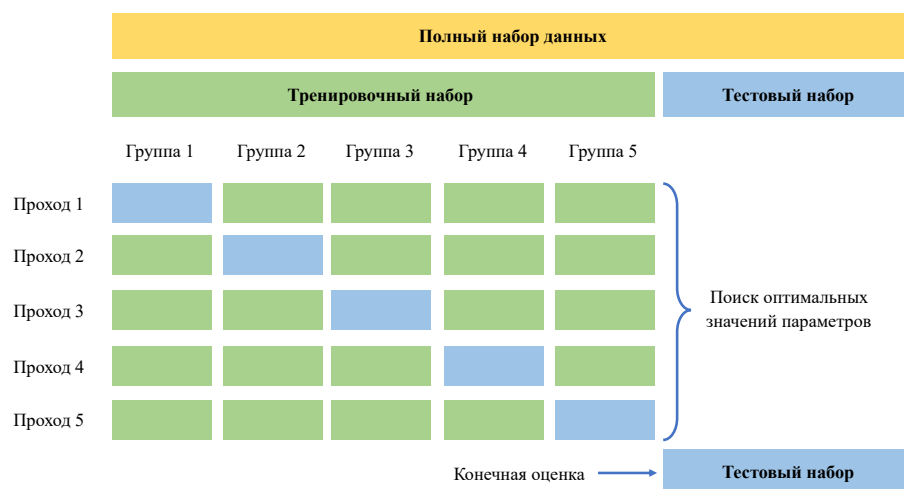 Полный набор данных
Тренировочный набор
Тестовый набор
Группа 1
Группа 2
Группа 3
Группа 4
Группа 5
Проход 1
Проход 2
Проход 3
Проход 4
Проход 5
Поиск оптимальных
значений параметров
Конечная оценка
Тестовый набор